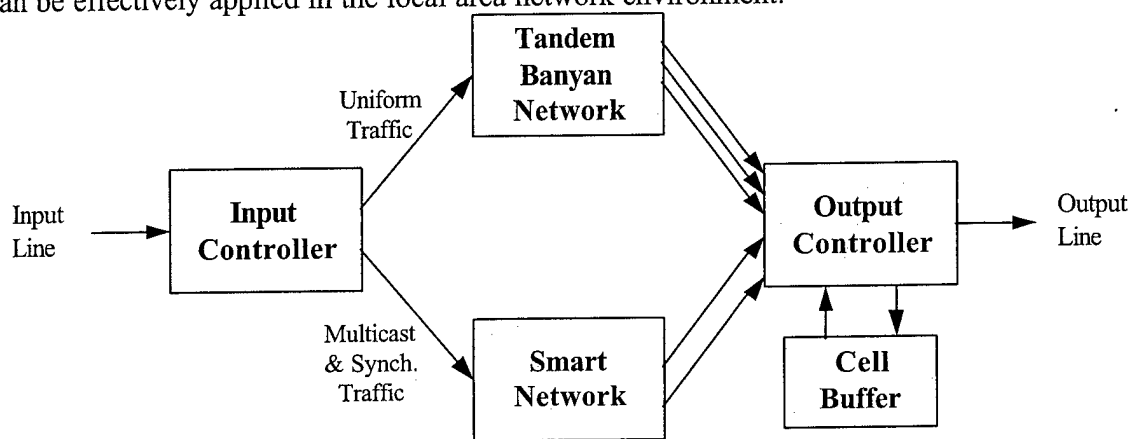 can be effectively applied in the local area network environment.
Tandem
Banyan
Network
Uniform
Traffic
Input
Line
Input
Controller
Output
Controller
Output
Line
Multicast
& Synch.
Traffic
Smart
Network
Cell
Buffer